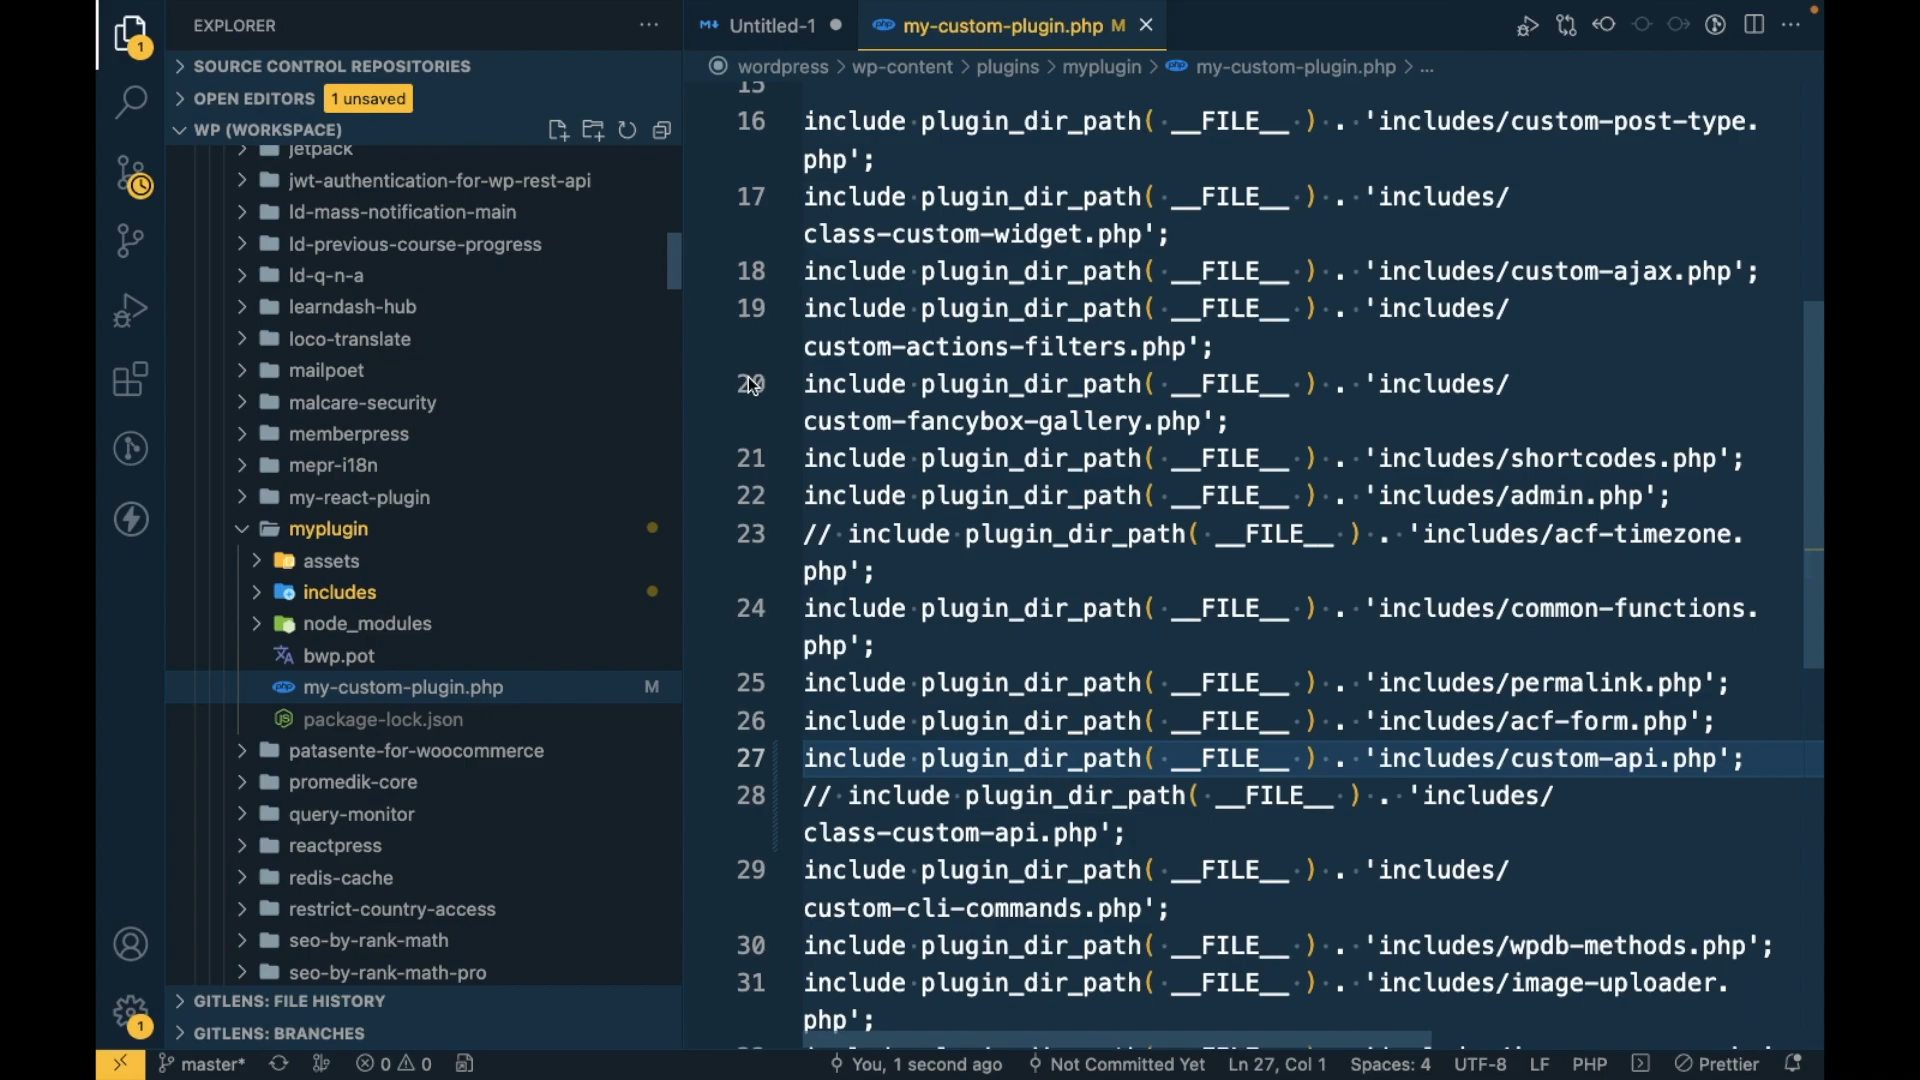 EXPLORER
SOURCE CONTROL REPOSITORIES
OPEN EDITORS 1 unsaved
WP (WORKSPACE)
jetpack
jwt-authentication-for-wp-rest-api
ld-mass-notification-main
ld-previous-course-progress
ld-q-n-a
learndash-hub
loco-translate
mailpoet
malcare-security
memberpress
mepr-i18n
my-react-plugin
myplugin
assets
includes
node_modules
bwp.pot
my-custom-plugin.php M
package-lock.json
patasente-for-woocommerce
promedik-core
query-monitor
reactpress
redis-cache
restrict-country-access
seo-by-rank-math
seo-by-rank-math-pro
GITLENS: FILE HISTORY
GITLENS: BRANCHES
1
1
Untitled-1
my-custom-plugin.php M
wordpress > wp-content > plugins > myplugin > my-custom-plugin.php > ...
15
16 include plugin_dir_path( __FILE__ ) . 'includes/custom-post-type.
php';
17 include plugin_dir_path( __FILE__ ) . 'includes/
class-custom-widget.php';
18 include plugin_dir_path( __FILE__ ) . 'includes/custom-ajax.php';
19 include plugin_dir_path( __FILE__ ) . 'includes/
custom-actions-filters.php';
20 include plugin_dir_path( __FILE__ ) . 'includes/
custom-fancybox-gallery.php';
21 include plugin_dir_path( __FILE__ ) . 'includes/shortcodes.php';
22 include plugin_dir_path( __FILE__ ) . 'includes/admin.php';
23 // include plugin_dir_path( __FILE__ ) . 'includes/acf-timezone.
php';
24 include plugin_dir_path( __FILE__ ) . 'includes/common-functions.
php';
25 include plugin_dir_path( __FILE__ ) . 'includes/permalink.php';
26 include plugin_dir_path( __FILE__ ) . 'includes/acf-form.php';
27 include plugin_dir_path( __FILE__ ) . 'includes/custom-api.php';
28 // include plugin_dir_path( __FILE__ ) . 'includes/
class-custom-api.php';
29 include plugin_dir_path( __FILE__ ) . 'includes/
custom-cli-commands.php';
30 include plugin_dir_path( __FILE__ ) . 'includes/wpdb-methods.php';
31 include plugin_dir_path( __FILE__ ) . 'includes/image-uploader.
php';
master* 0 0 You, 1 second ago Not Committed Yet Ln 27, Col 1 Spaces: 4 UTF-8 LF PHP Prettier